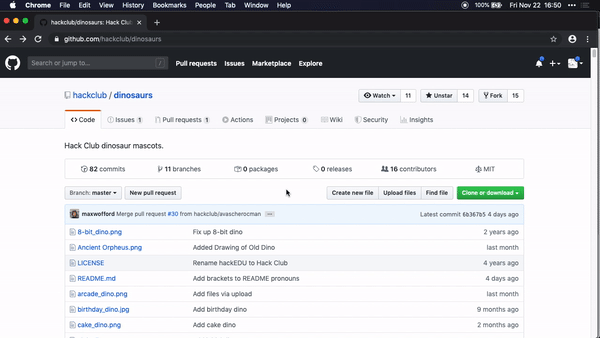 Chrome File Edit View History Bookmarks People Tab Window Help 100% Fri Nov 22 16:50
hackclub/dinosaurs: Hack Club
github.com/hackclub/dinosaurs
Search or jump to... / Pull requests Issues Marketplace Explore
hackclub / dinosaurs Watch 11 Unstar 14 Fork 15
Code Issues 1 Pull requests 1 Actions Projects 0 Wiki Security Insights
Hack Club dinosaur mascots.
82 commits 11 branches 0 packages 0 releases 16 contributors MIT
Branch: master New pull request Create new file Upload files Find file Clone or download
maxwofford Merge pull request #30 from hackclub/avascherocman Latest commit 6b367b5 4 days ago
8-bit_dino.png Fix up 8-bit dino 2 years ago
Ancient Orpheus.png Added Drawing of Old Dino last month
LICENSE Rename hackEDU to Hack Club 4 years ago
README.md Add brackets to README pronouns 4 days ago
arcade_dino.png Add files via upload last month
birthday_dino.jpg Add birthday dino 9 months ago
cake_dino.png Add cake dino 2 months ago